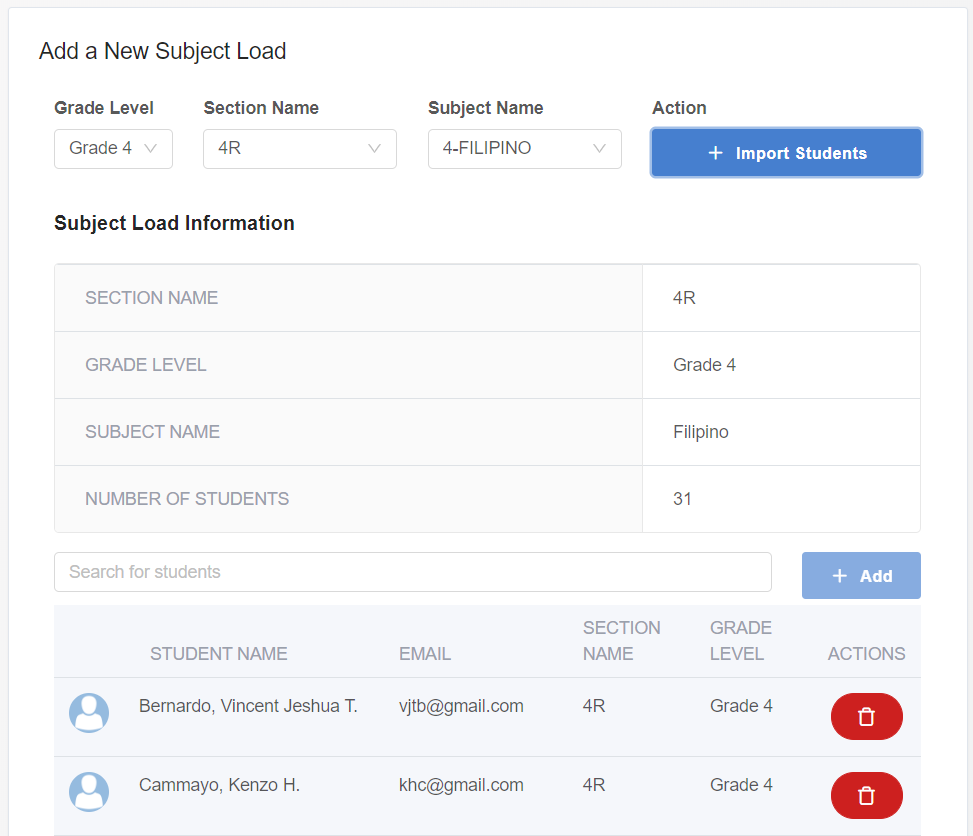 Add a New Subject Load
Grade Level Section Name Subject Name Action
Grade 4 4R 4-FILIPINO + Import Students
Subject Load Information
SECTION NAME 4R
GRADE LEVEL Grade 4
SUBJECT NAME Filipino
NUMBER OF STUDENTS 31
Search for students + Add
STUDENT NAME EMAIL SECTION NAME GRADE LEVEL ACTIONS
Bernardo, Vincent Jeshua T. vjtb@gmail.com 4R Grade 4
Cammayo, Kenzo H. khc@gmail.com 4R Grade 4